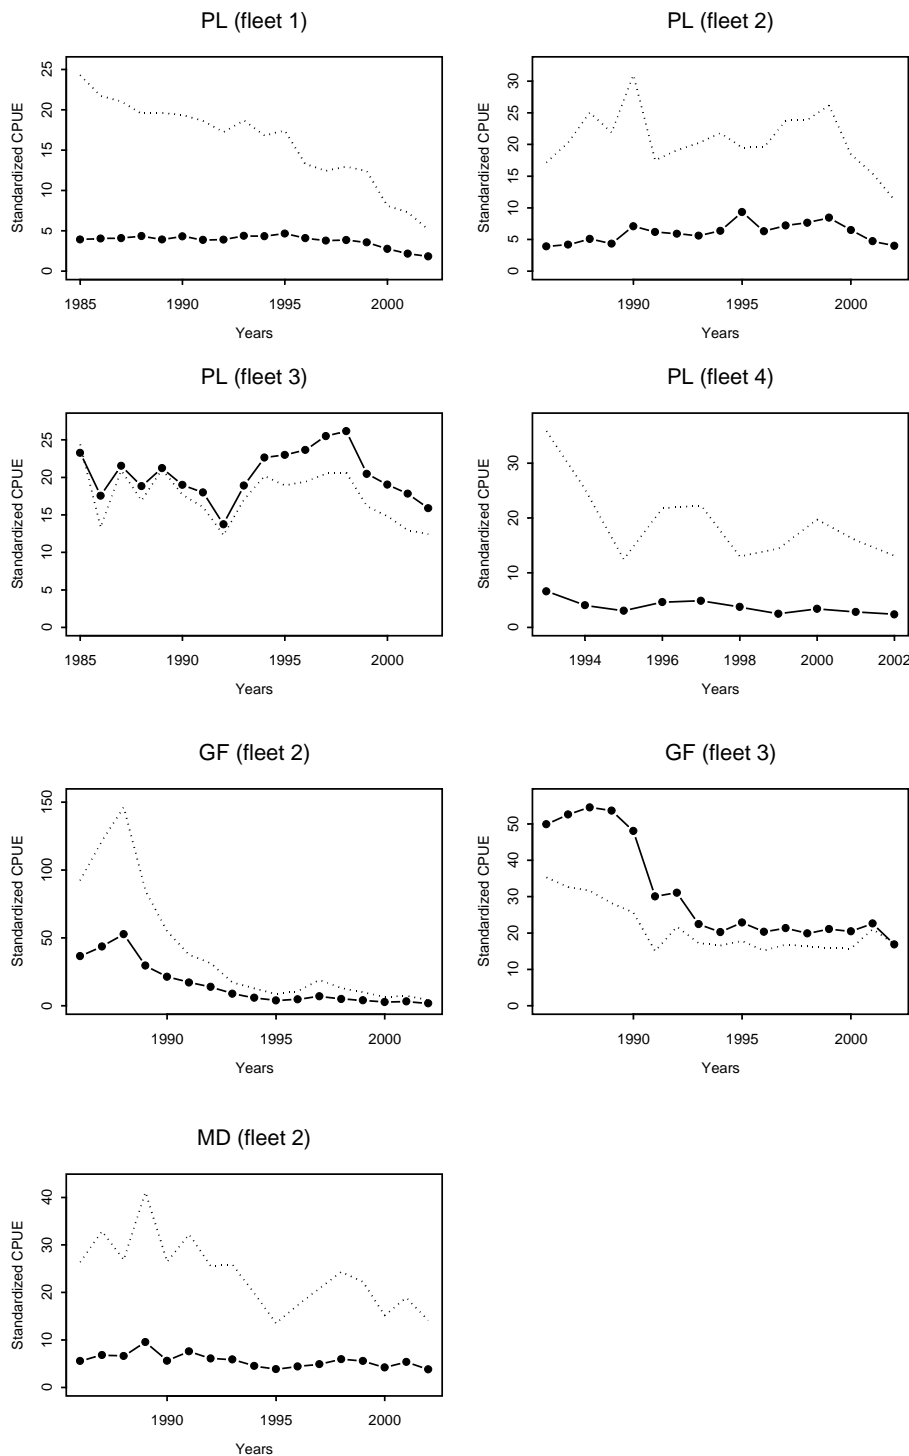 PL (fleet 1)
Standardized CPUE
0 5 10 15 20 25
1985 1990 1995 2000
Years
PL (fleet 2)
Standardized CPUE
0 5 10 15 20 30
1990 1995 2000
Years
PL (fleet 3)
Standardized CPUE
0 5 10 15 20 25
1985 1990 1995 2000
Years
PL (fleet 4)
Standardized CPUE
0 10 20 30
1994 1996 1998 2000 2002
Years
GF (fleet 2)
Standardized CPUE
0 50 100 150
1990 1995 2000
Years
GF (fleet 3)
Standardized CPUE
0 10 20 30 50
1990 1995 2000
Years
MD (fleet 2)
Standardized CPUE
0 10 20 30 40
1990 1995 2000
Years